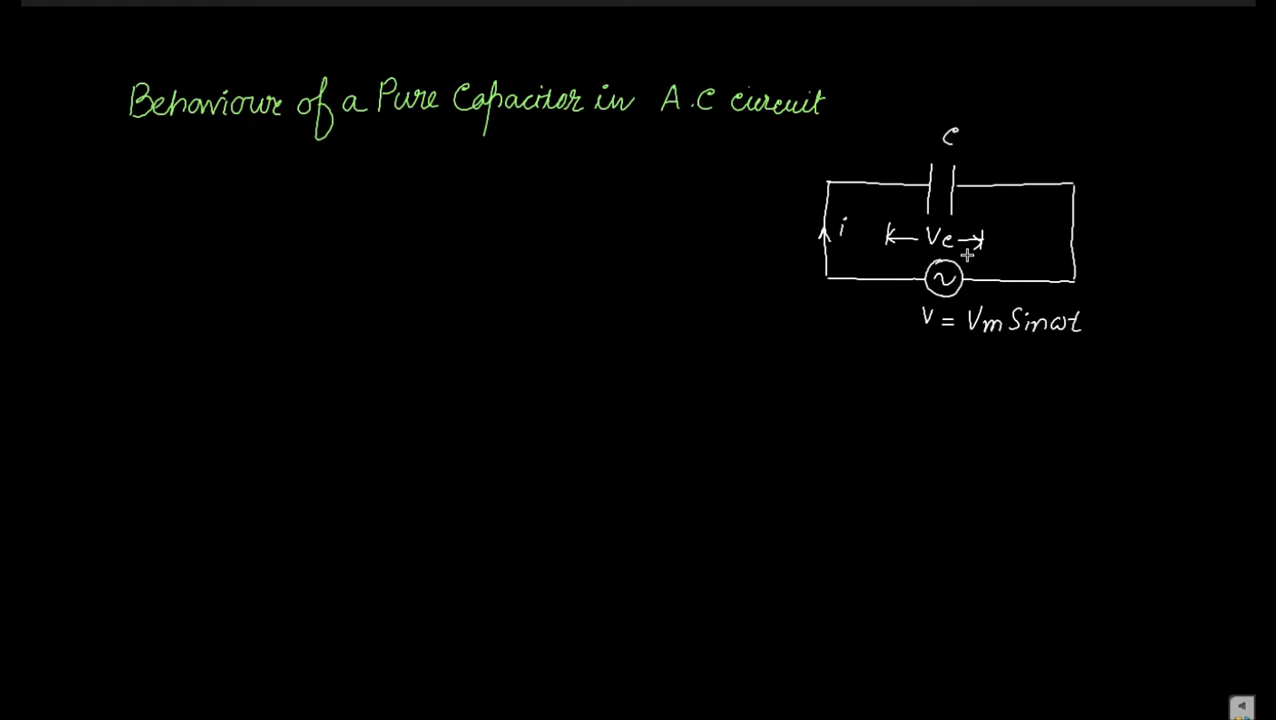 Behaviour of a Pure Capacitor in A.C circuit
C
i
Vc
V = Vm Sinωt